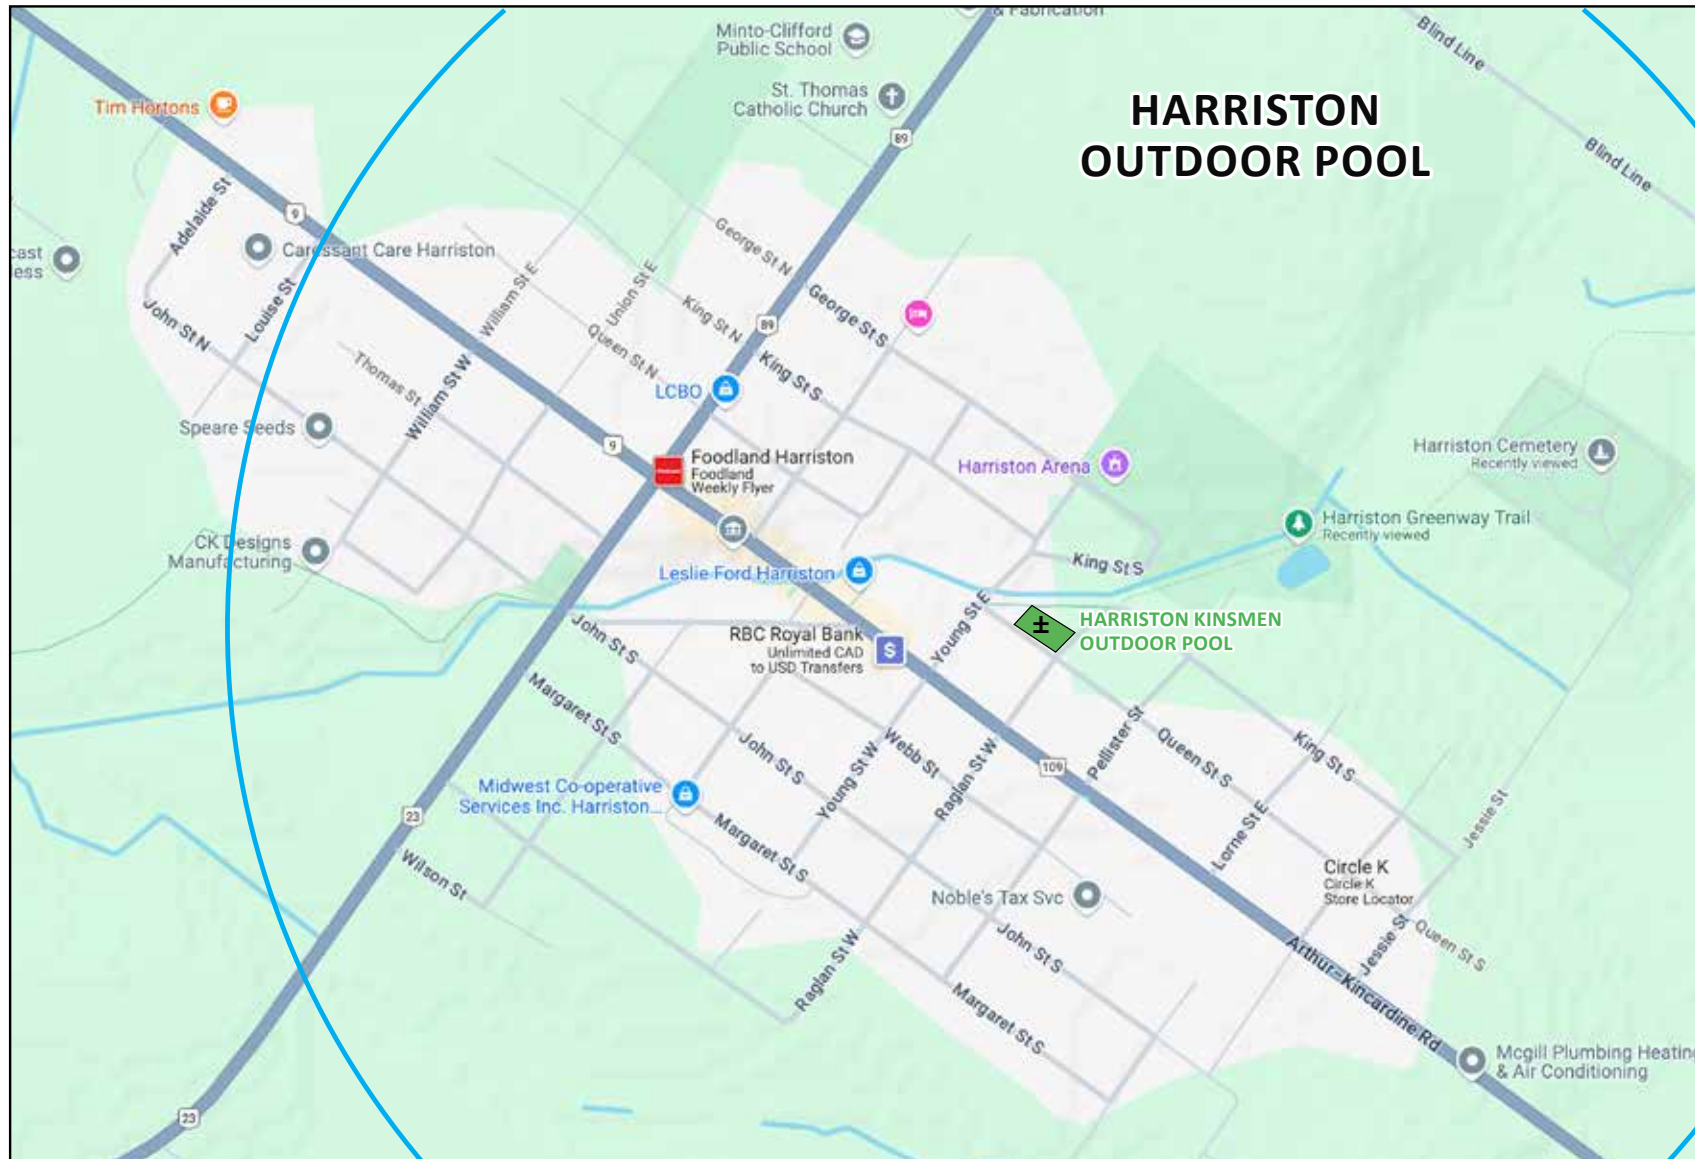 & Fabrication
Minto-Clifford
Public School
Blind Line
Tim Hortons
St. Thomas
Catholic Church
HARRISTON
OUTDOOR POOL
89
Blind Line
Adelaide St
9
Caressant Care Harriston
cast
ess
George St N
William St E
Union St E
Louise St
John St N
King St N
George St S
89
Queen St N
King St S
Thomas St
William St W
LCBO
Speare Seeds
9
Foodland Harriston
Foodland
Weekly Flyer
Harriston Arena
Harriston Cemetery
Recently viewed
Harriston Greenway Trail
Recently viewed
CK Designs
Manufacturing
Leslie Ford Harriston
King St S
Young St E
±
HARRISTON KINSMEN
OUTDOOR POOL
John St S
RBC Royal Bank
Unlimited CAD
to USD Transfers
$
Margaret St S
John St S
Webb St
Young St W
Raglan St W
109
Pellister St
Queen St S
King St S
Midwest Co-operative
Services Inc. Harriston...
23
Margaret St S
Lorne St E
Jessie St
Wilson St
Circle K
Circle K
Store Locator
Noble's Tax Svc
Raglan St W
John St S
Jessie St
Queen St S
Arthur-Kincardine Rd
Margaret St S
Mcgill Plumbing Heating
& Air Conditioning
23